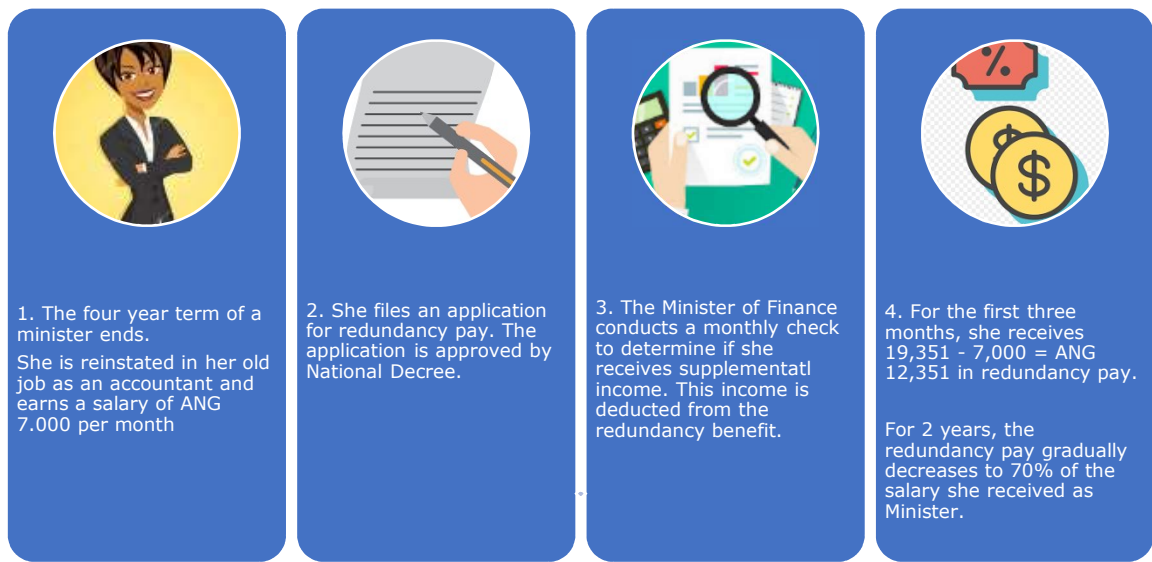 1. The four year term of a
minister ends.
She is reinstated in her old
job as an accountant and
earns a salary of ANG
7.000 per month
2. She files an application
for redundancy pay. The
application is approved by
National Decree.
3. The Minister of Finance
conducts a monthly check
to determine if she
receives supplementatl
income. This income is
deducted from the
redundancy benefit.
%
$
$
4. For the first three
months, she receives
19,351 - 7,000 = ANG
12,351 in redundancy pay.
For 2 years, the
redundancy pay gradually
decreases to 70% of the
salary she received as
Minister.